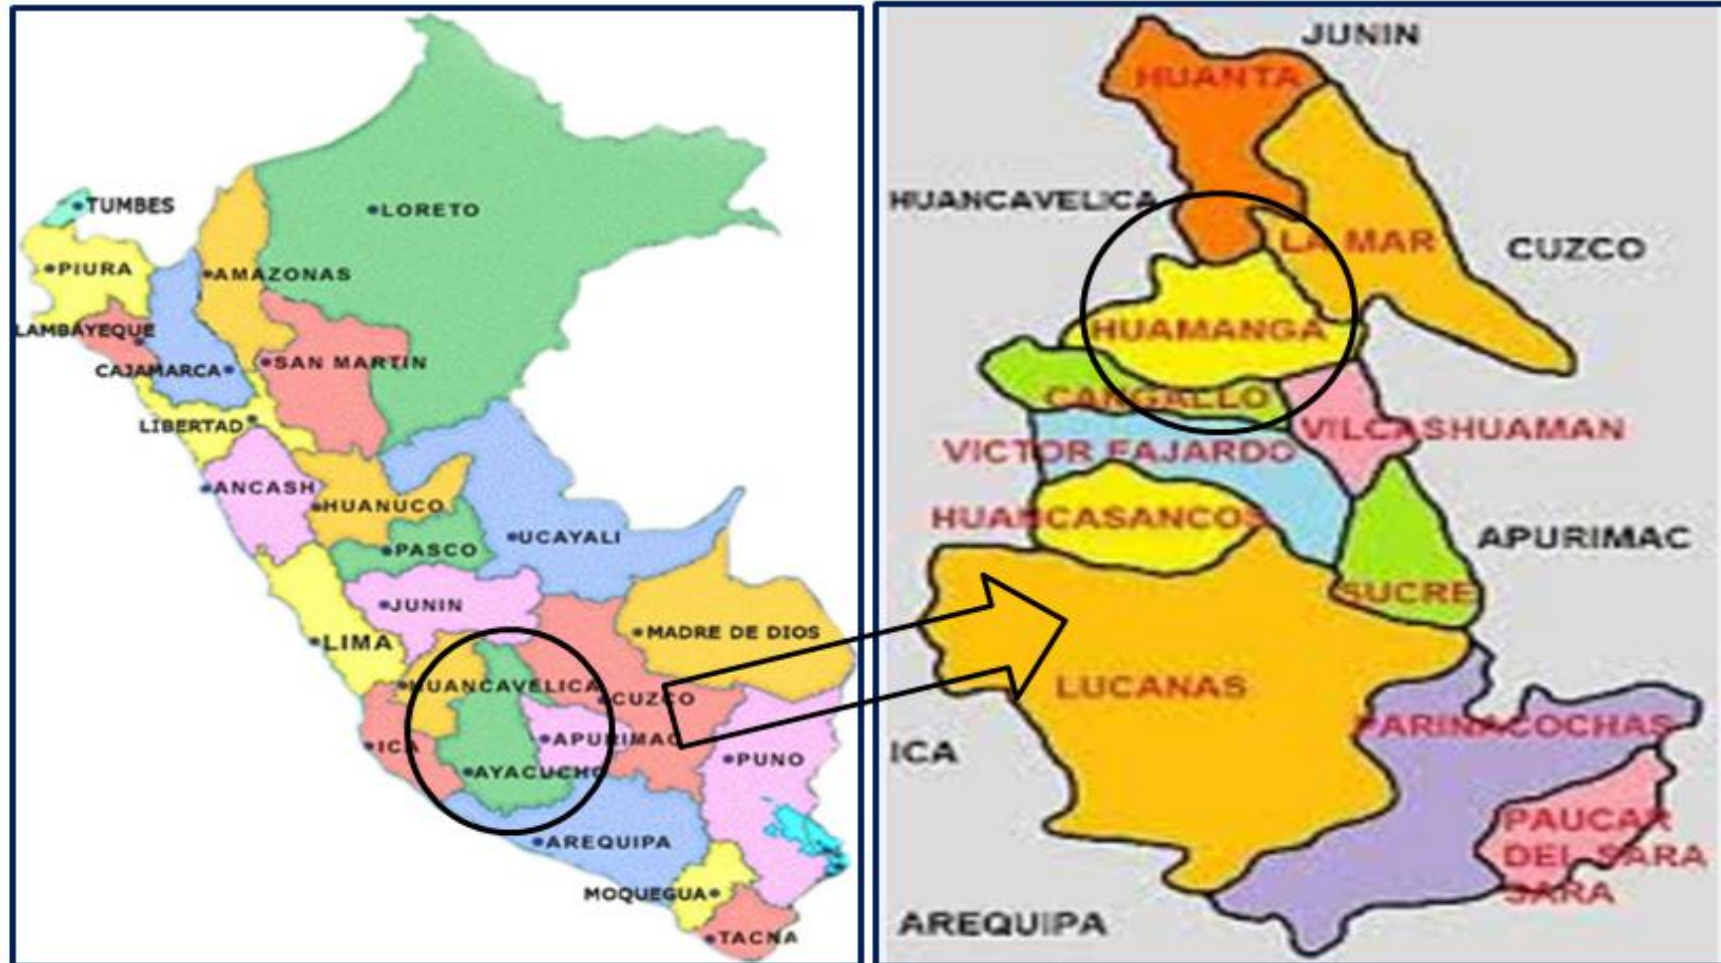 TUMBES
LORETO
PIURA
AMAZONAS
LAMBAYEQUE
CAJAMARCA
SAN MARTIN
LIBERTAD
ANCASH
HUANUCO
UCAYALI
PASCO
JUNIN
MADRE DE DIOS
LIMA
HUANCAVELICA
CUZCO
ICA
APURIMAC
PUNO
AYACUCHO
AREQUIPA
MOQUEGUA
TACNA
JUNIN
HUANTA
HUANCAVELICA
LA MAR
CUZCO
HUAMANGA
CANGALLO
VILCASHUAMAN
VICTOR FAJARDO
HUANCASANCOS
APURIMAC
SUCRE
LUCANAS
PARINACOCHAS
ICA
PAUCAR
DEL SARA
SARA
AREQUIPA